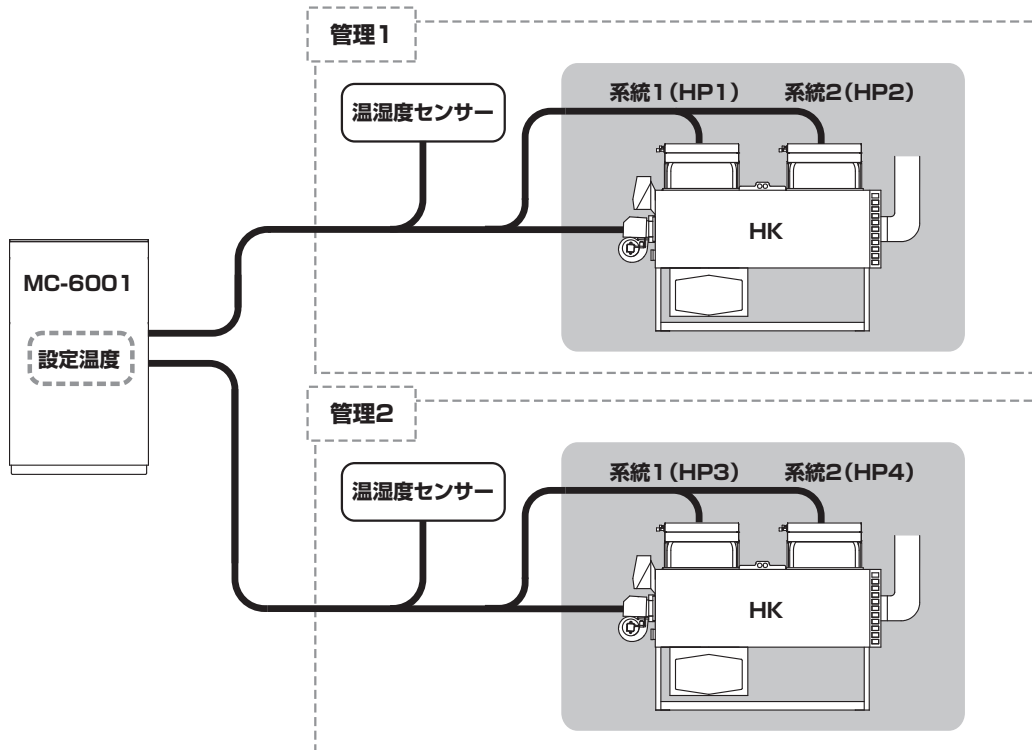 管理1
温湿度センサー
系統1(HP1) 系統2(HP2)
HK
MC-6001
設定温度
管理2
温湿度センサー
系統1(HP3) 系統2(HP4)
HK